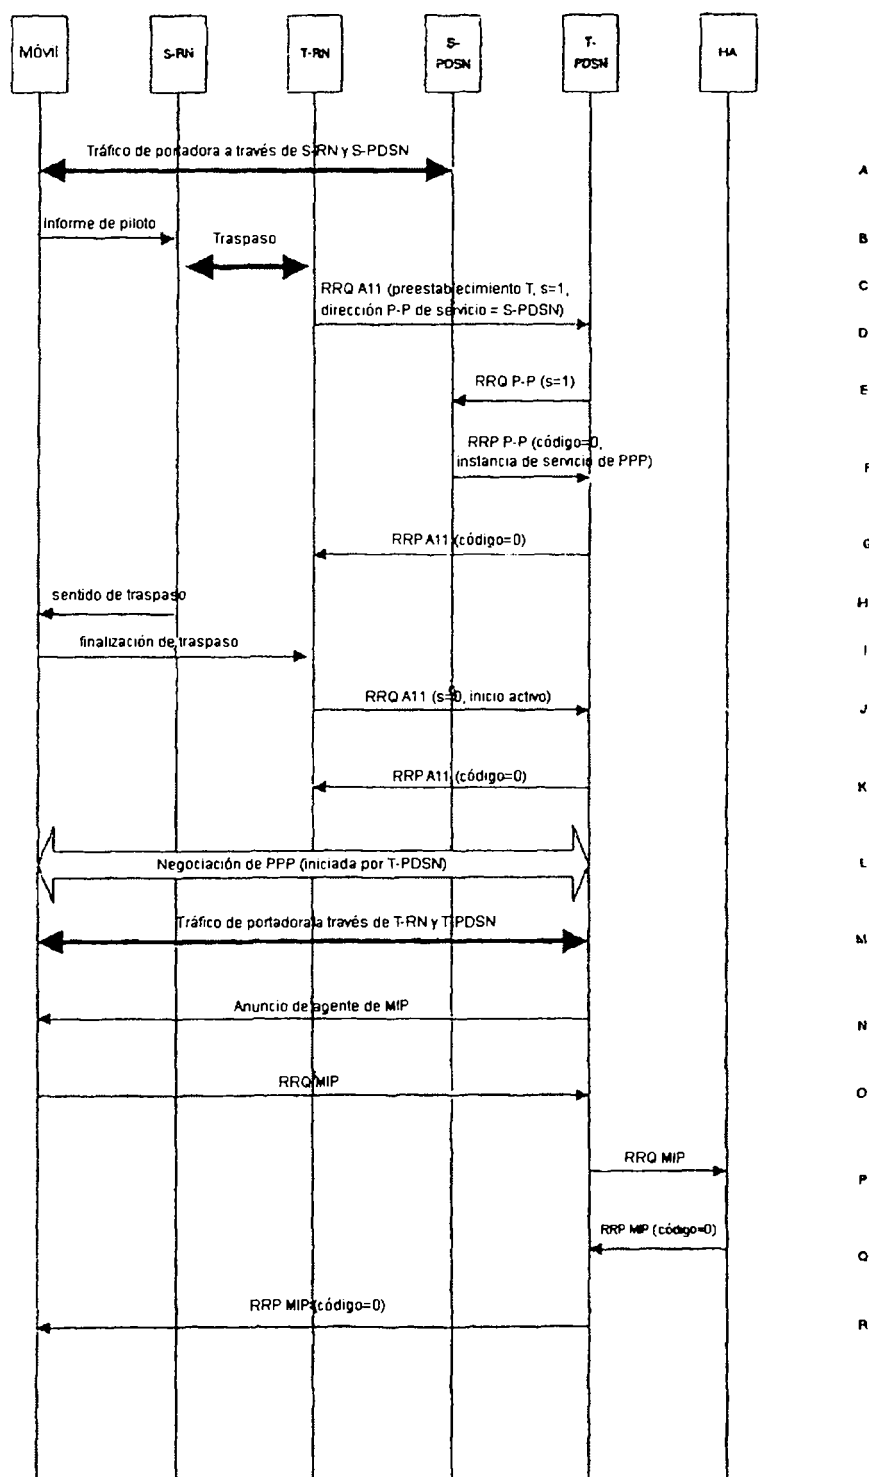 Móvil
S-RN
T-RN
S-
PDSN
T-
PDSN
HA
Tráfico de portadora a través de S-RN y S-PDSN
A
Informe de piloto
B
Traspaso
C
RRQ A11 (preestablecimiento T, s=1,
dirección P-P de servicio = S-PDSN)
D
RRQ P-P (s=1)
E
RRP P-P (código=0,
instancia de servicio de PPP)
F
RRP A11 (código=0)
G
sentido de traspaso
H
finalización de traspaso
I
RRQ A11 (s=0, inicio activo)
J
RRP A11 (código=0)
K
Negociación de PPP (iniciada por T-PDSN)
L
Tráfico de portadora a través de T-RN y T-PDSN
M
Anuncio de agente de MIP
N
RRQ MIP
O
RRQ MIP
P
RRP MIP (código=0)
Q
RRP MIP (código=0)
R